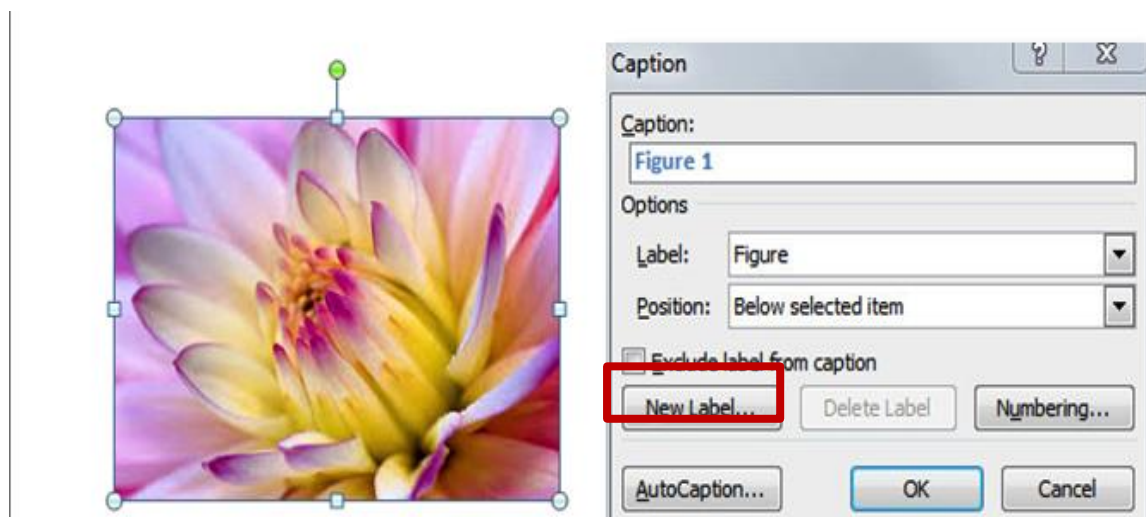 Caption
Caption:
Figure 1
Options
Label: Figure
Position: Below selected item
Exclude label from caption
New Label... Delete Label Numbering...
AutoCaption... OK Cancel